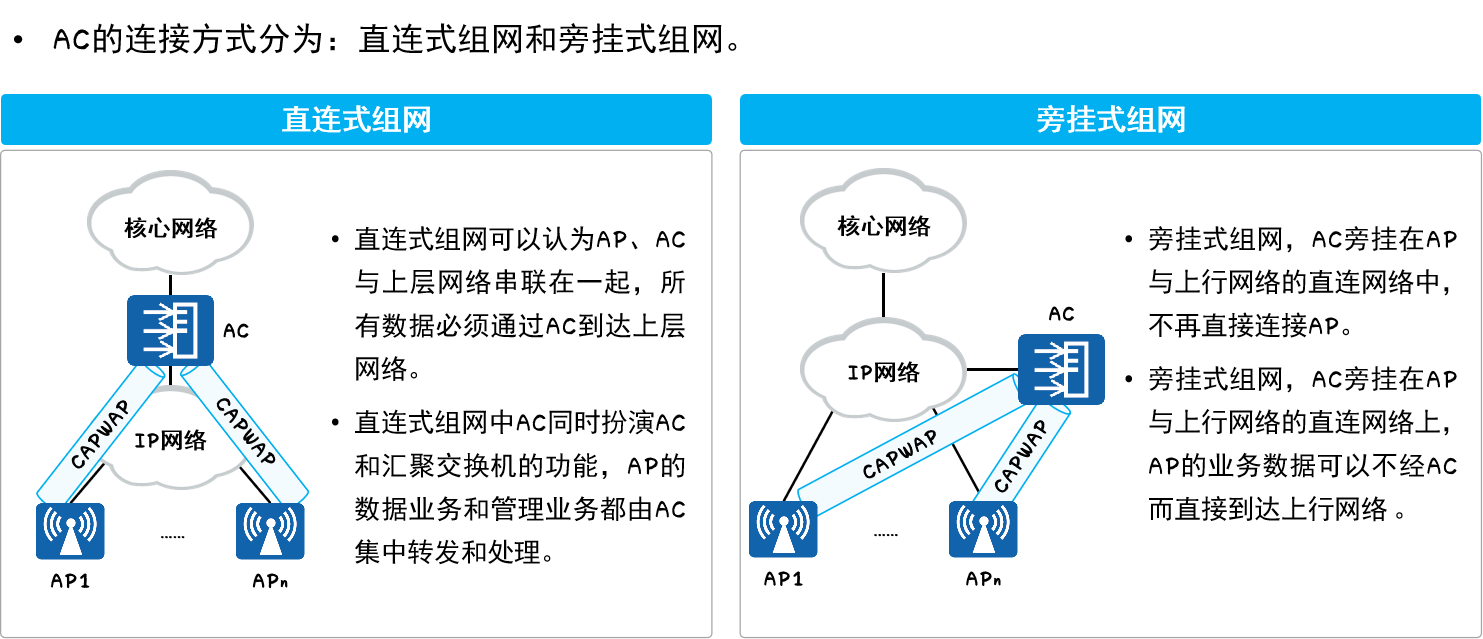 • AC的连接方式分为：直连式组网和旁挂式组网。
直连式组网
核心网络
AC
CAPWAP
CAPWAP
IP网络
......
AP1
APn
• 直连式组网可以认为AP、AC
与上层网络串联在一起，所
有数据必须通过AC到达上层
网络。
• 直连式组网中AC同时扮演AC
和汇聚交换机的功能，AP的
数据业务和管理业务都由AC
集中转发和处理。
旁挂式组网
核心网络
AC
IP网络
CAPWAP
CAPWAP
......
AP1
APn
• 旁挂式组网，AC旁挂在AP
与上行网络的直连网络中，
不再直接连接AP。
• 旁挂式组网，AC旁挂在AP
与上行网络的直连网络上，
AP的业务数据可以不经AC
而直接到达上行网络 。